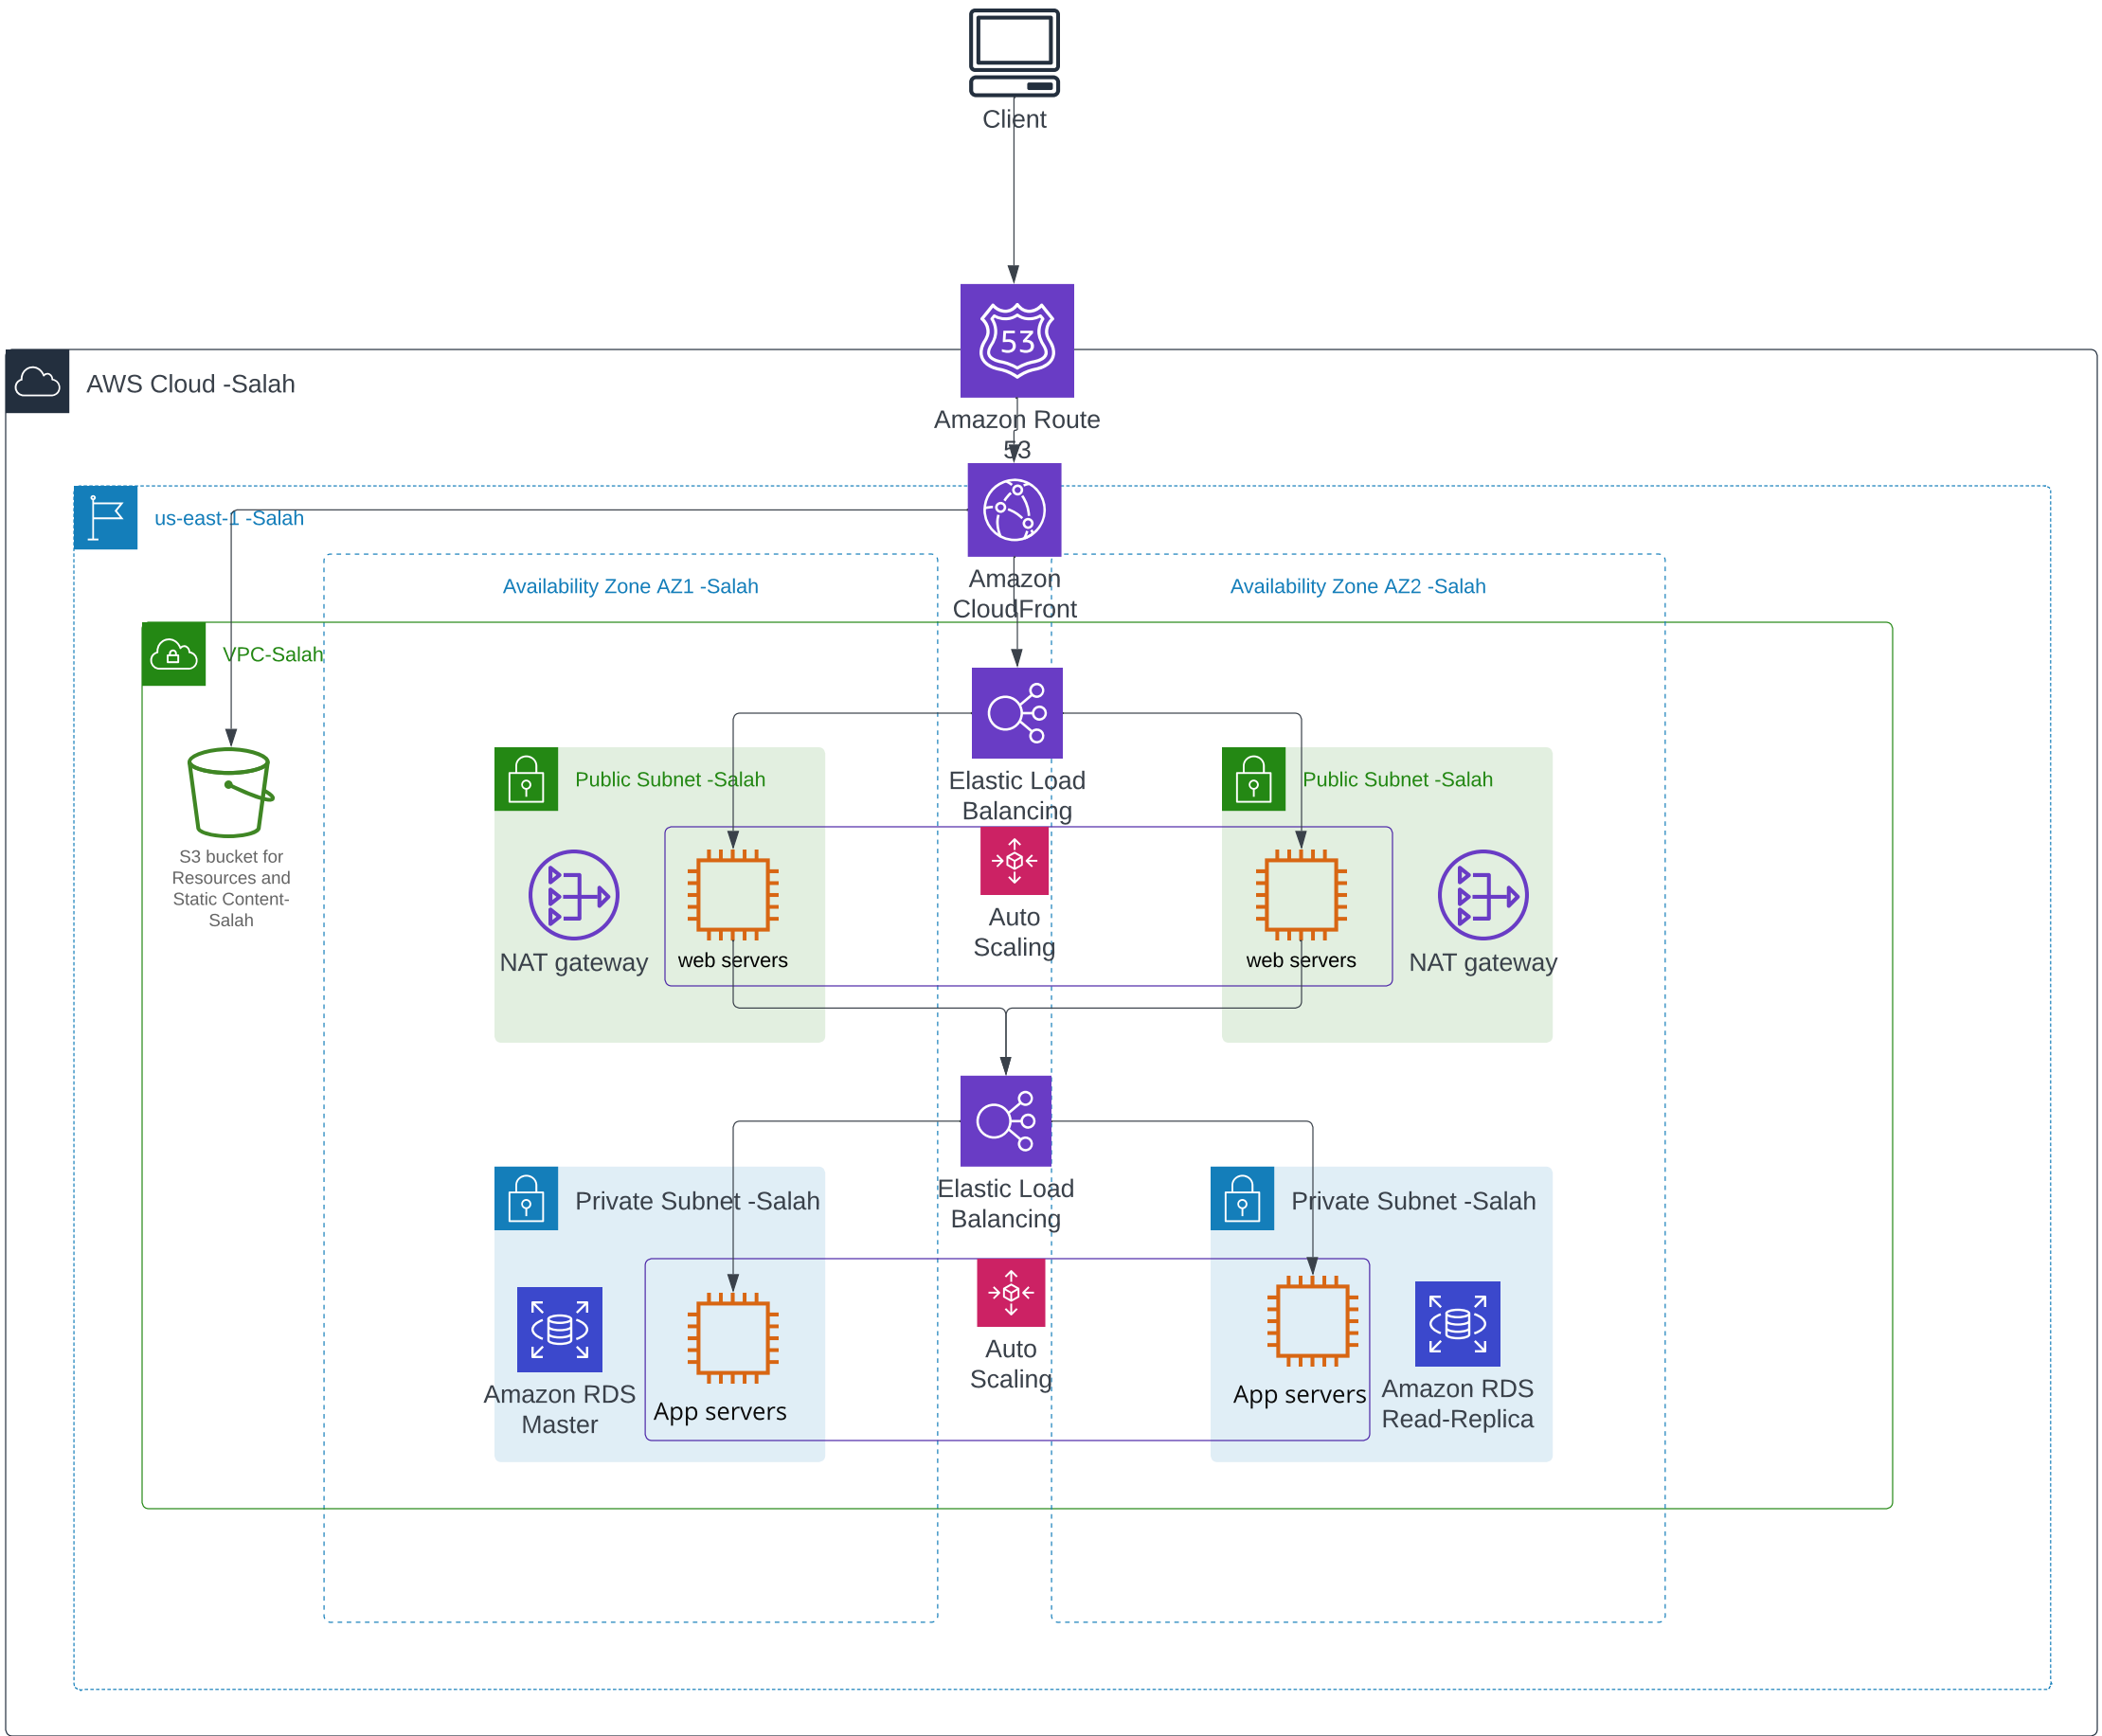 Client
53
AWS Cloud -Salah
Amazon Route
53
us-east-1 -Salah
Availability Zone AZ1 -Salah
Amazon
CloudFront
Availability Zone AZ2 -Salah
VPC-Salah
Public Subnet -Salah
Elastic Load
Balancing
Public Subnet -Salah
S3 bucket for
Resources and
Static Content-
Salah
NAT gateway
web servers
Auto
Scaling
web servers
NAT gateway
Private Subnet -Salah
Elastic Load
Balancing
Private Subnet -Salah
Amazon RDS
Master
App servers
Auto
Scaling
App servers
Amazon RDS
Read-Replica